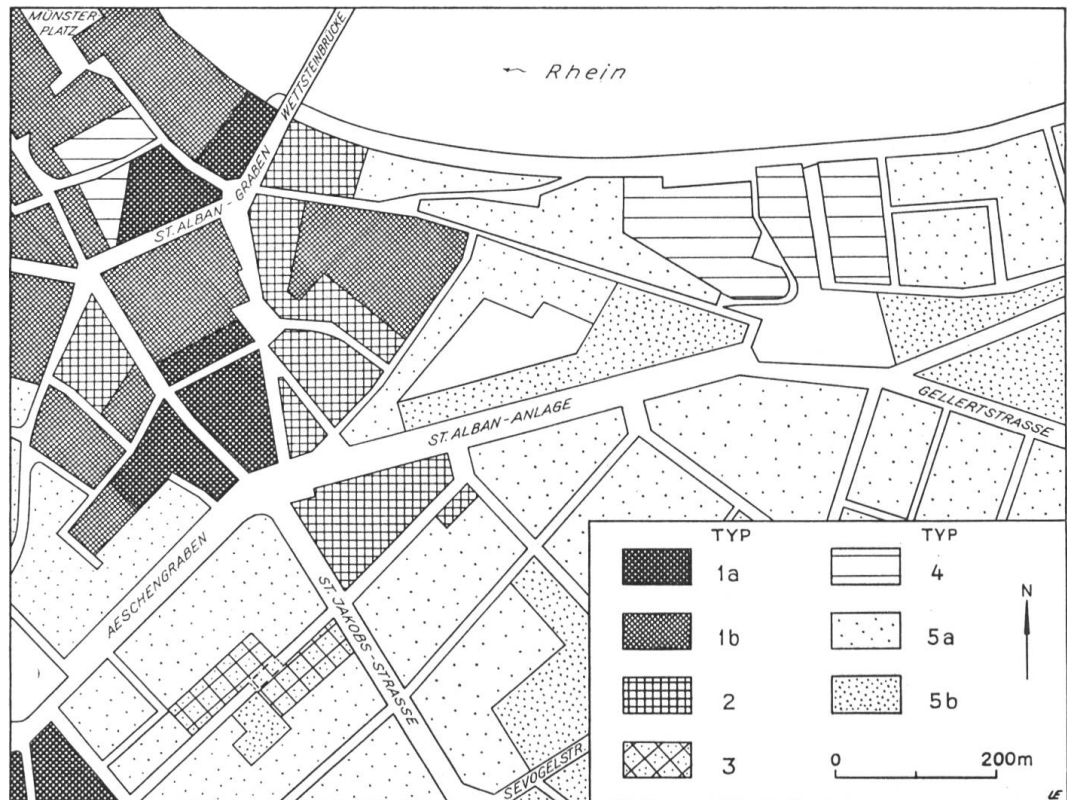 MÜNSTER
PLATZ
WETTSTEINBRÜCKE
Rhein
ST. ALBAN - GRABEN
ST. ALBAN - ANLAGE
GELLERTSTRASSE
AESCHENGRABEN
ST. JAKOBS - STRASSE
SEVOGELSTR.
TYP TYP
1a 4
1b 5a
2 5b
3
N
0 200m